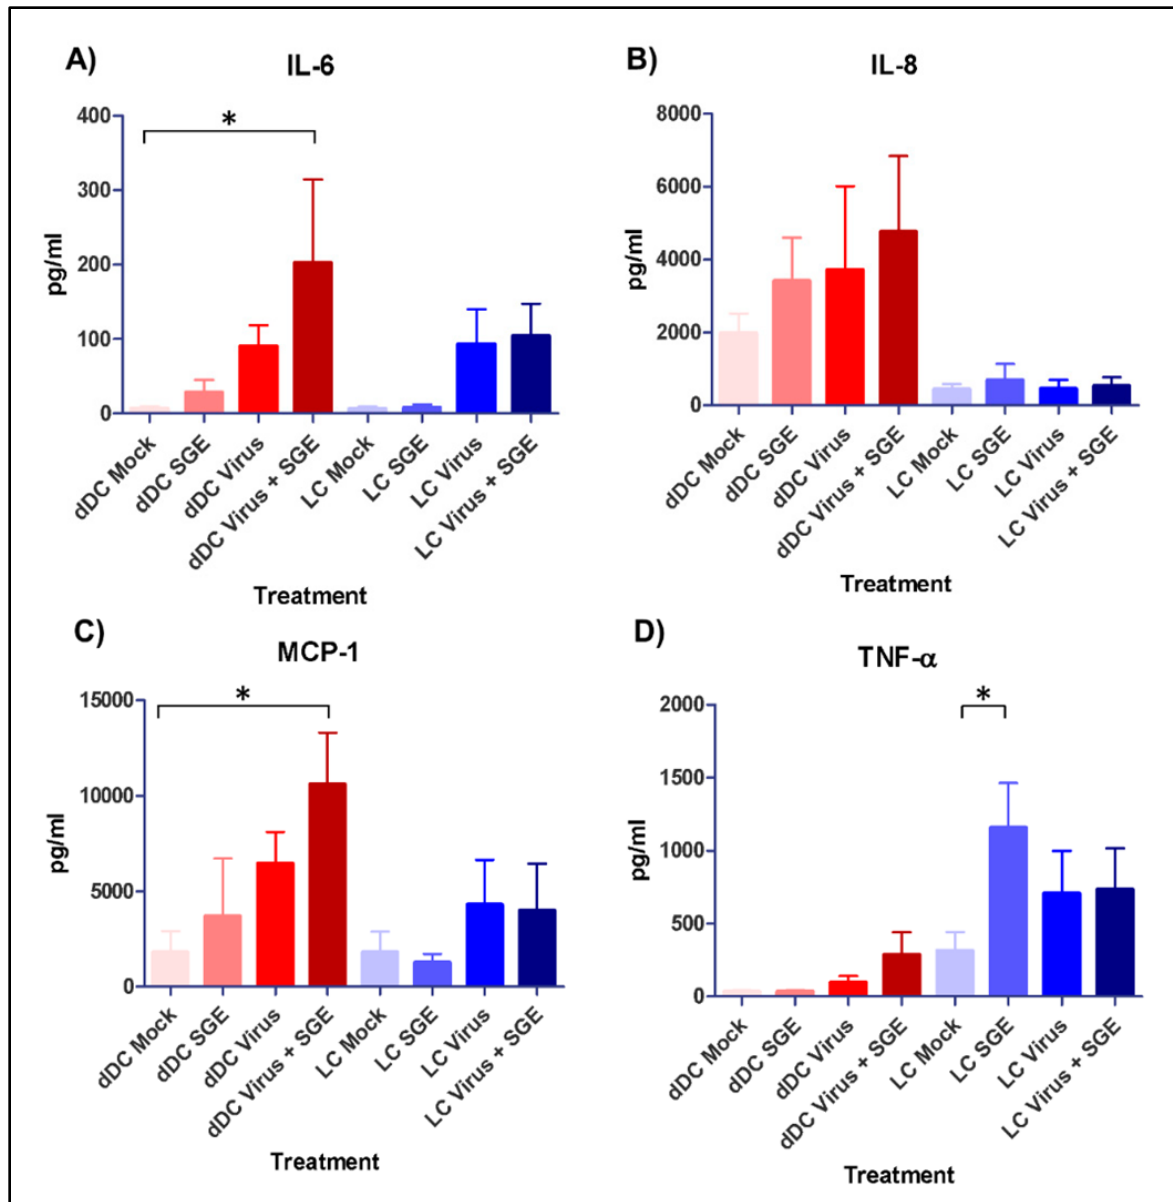 A)
IL-6
*
400
300
200
100
0
pg/ml
dDC Mock
dDC SGE
dDC Virus
dDC Virus + SGE
LC Mock
LC SGE
LC Virus
LC Virus + SGE
Treatment
B)
IL-8
8000
6000
4000
2000
0
pg/ml
dDC Mock
dDC SGE
dDC Virus
dDC Virus + SGE
LC Mock
LC SGE
LC Virus
LC Virus + SGE
Treatment
C)
MCP-1
*
15000
10000
5000
0
pg/ml
dDC Mock
dDC SGE
dDC Virus
dDC Virus + SGE
LC Mock
LC SGE
LC Virus
LC Virus + SGE
Treatment
D)
TNF-α
*
2000
1500
1000
500
0
pg/ml
dDC Mock
dDC SGE
dDC Virus
dDC Virus + SGE
LC Mock
LC SGE
LC Virus
LC Virus + SGE
Treatment